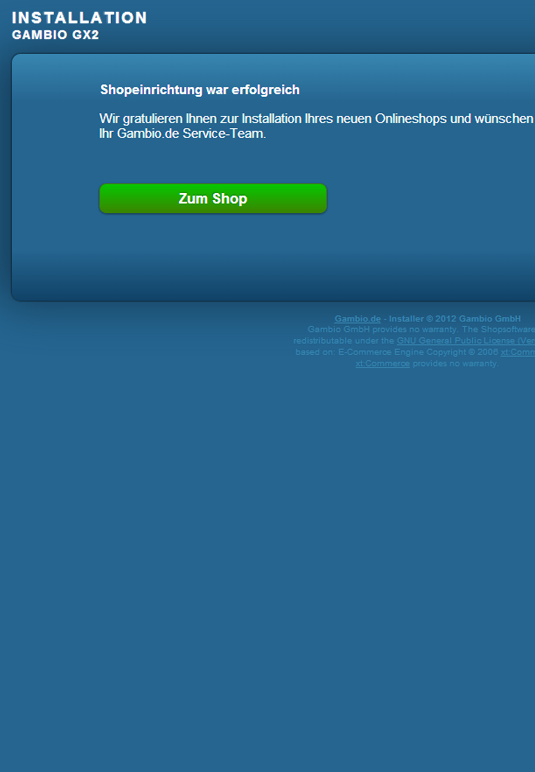 INSTALLATION
GAMBIO GX2
Shopeinrichtung war erfolgreich
Wir gratulieren Ihnen zur Installation Ihres neuen Onlineshops und wünschen
Ihr Gambio.de Service-Team.
Zum Shop
Gambio.de - Installer © 2012 Gambio GmbH
Gambio GmbH provides no warranty. The Shopsoftware
redistributable under the GNU General Public License (Ver
based on: E-Commerce Engine Copyright © 2006 xt:Comm
xt:Commerce provides no warranty.